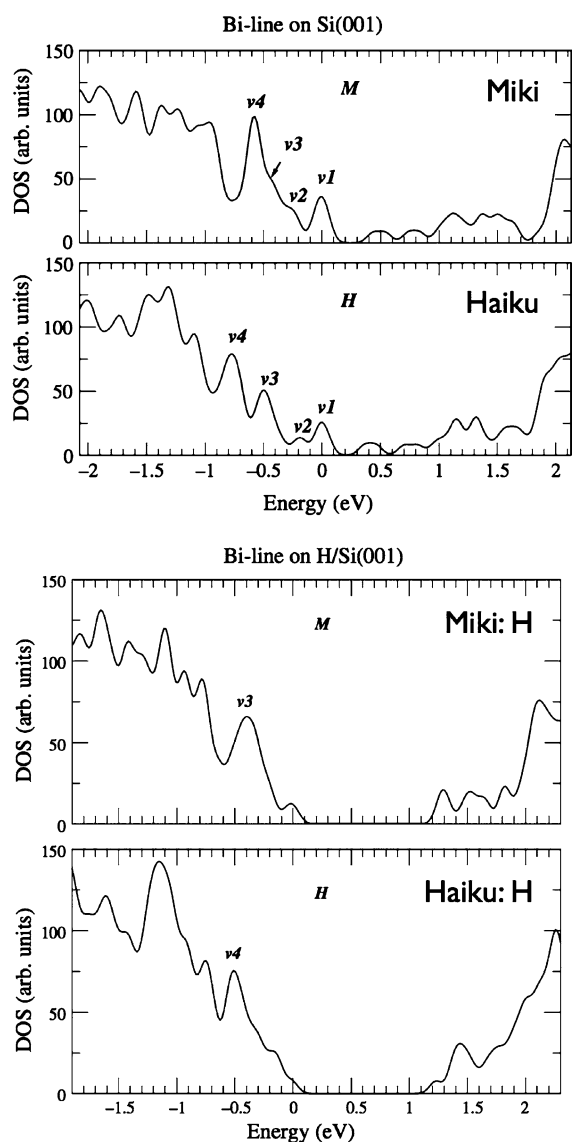 Bi-line on Si(001)
150
100
50
0
DOS (arb. units)
M
Miki
v4
v3
v2
v1
150
100
50
0
DOS (arb. units)
H
Haiku
v4
v3
v2
v1
−2 −1.5 −1 −0.5 0 0.5 1 1.5 2
Energy (eV)
Bi-line on H/Si(001)
150
100
50
0
DOS (arb. units)
M
Miki: H
v3
150
100
50
0
DOS (arb. units)
H
Haiku: H
v4
−1.5 −1 −0.5 0 0.5 1 1.5 2
Energy (eV)